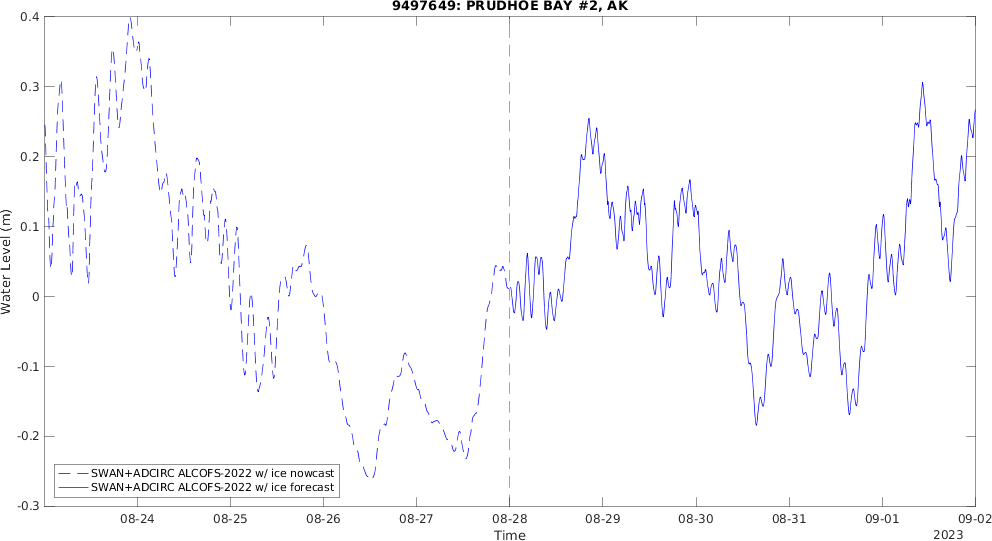 9497649: PRUDHOE BAY #2, AK
0.4
0.3
0.2
0.1
0
-0.1
-0.2
-0.3
Water Level (m)
SWAN+ADCIRC ALCOFS-2022 w/ ice nowcast
SWAN+ADCIRC ALCOFS-2022 w/ ice forecast
08-24 08-25 08-26 08-27 08-28 08-29 08-30 08-31 09-01 09-02
Time
2023